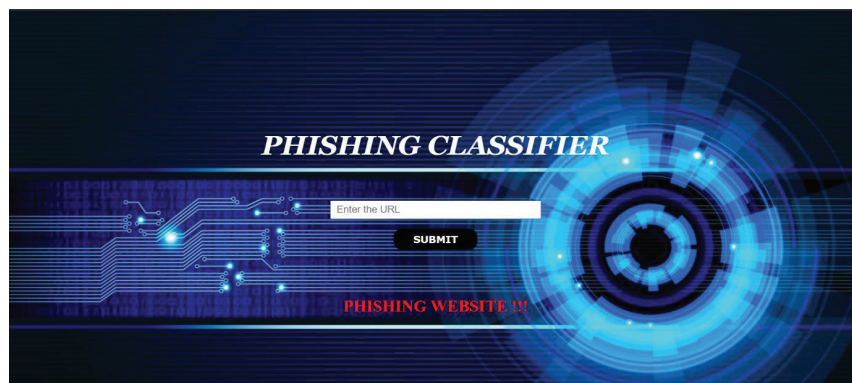 PHISHING CLASSIFIER
Enter the URL
SUBMIT
PHISHING WEBSITE !!!